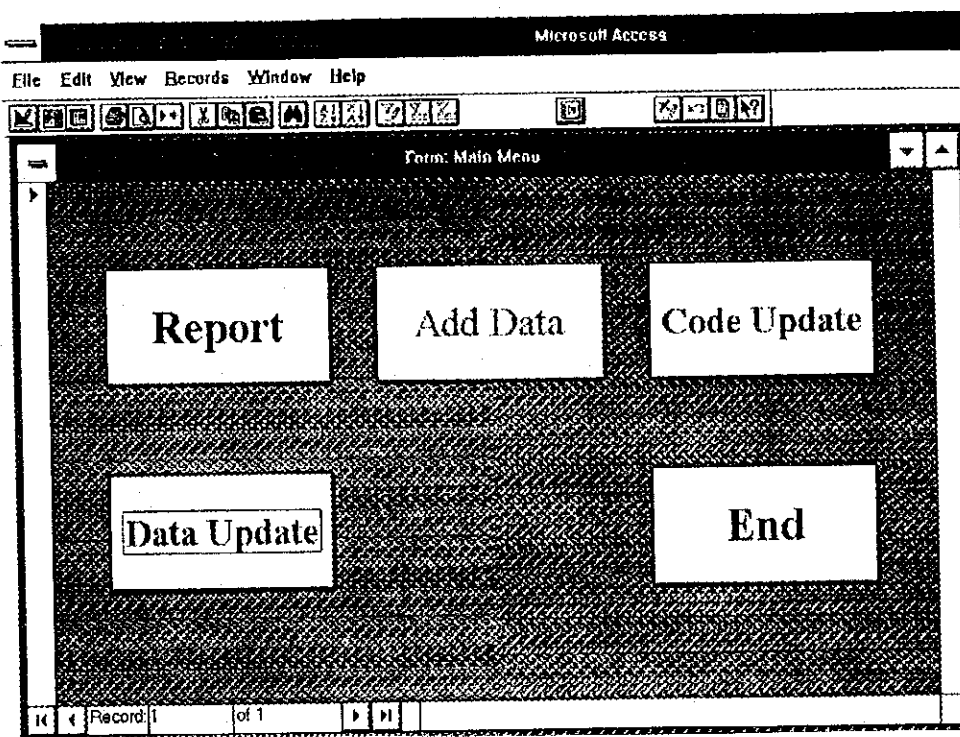 Microsoft Access
File Edit View Records Window Help
Form: Main Menu
Report
Add Data
Code Update
Data Update
End
Record: 1 of 1